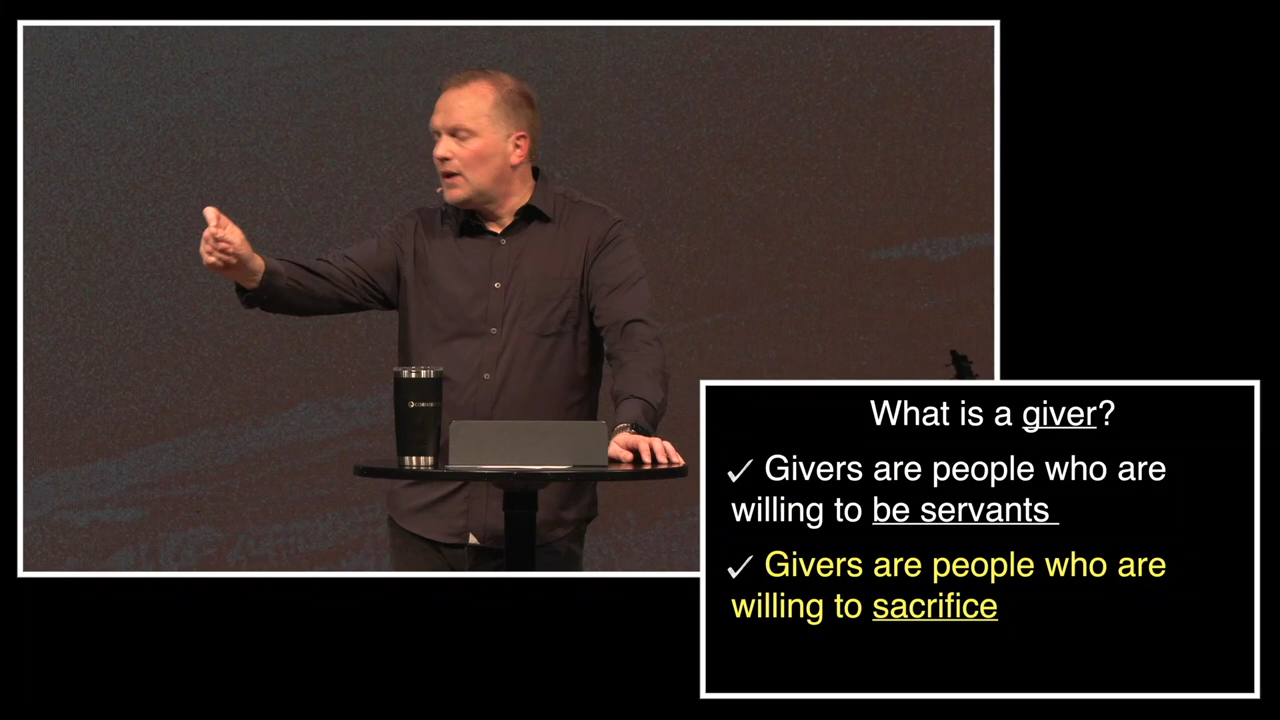 What is a giver?
✓ Givers are people who are
willing to be servants
✓ Givers are people who are
willing to sacrifice